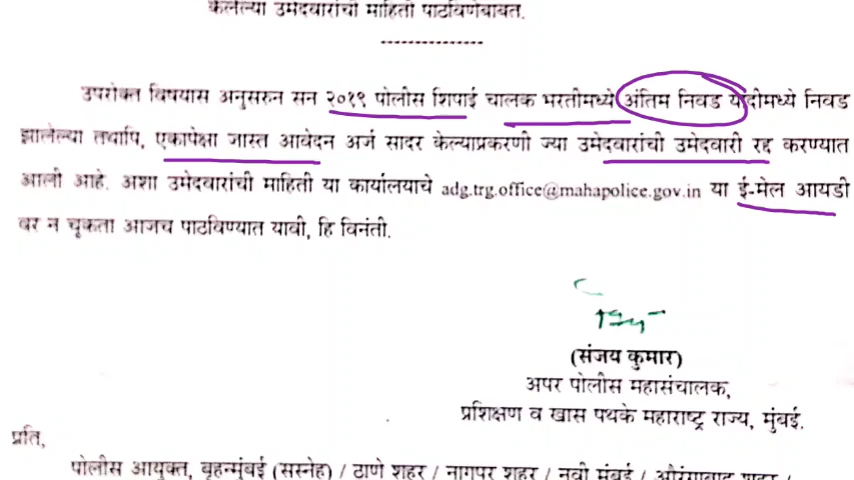 केलेल्या उमेदवारांची माहिती पाठविणेबाबत.
---------------
उपरोक्त विषयास अनुसरुन सन २०१९ पोलीस शिपाई चालक भरतीमध्ये अंतिम निवड यादीमध्ये निवड
झालेल्या तथापि, एकापेक्षा जास्त आवेदन अर्ज सादर केल्याप्रकरणी ज्या उमेदवारांची उमेदवारी रद्द करण्यात
आली आहे. अशा उमेदवारांची माहिती या कार्यालयाचे adg.trg.office@mahapolice.gov.in या ई-मेल आयडी
वर न चूकता आजच पाठविण्यात यावी, हि विनंती.
(संजय कुमार)
अपर पोलीस महासंचालक,
प्रशिक्षण व खास पथके महाराष्ट्र राज्य, मुंबई.
प्रति,
पोलीस आयुक्त, बृहन्मुंबई (सस्नेह) / ठाणे शहर / नागपूर शहर / नवी मुंबई / औरंगाबाद शहर /